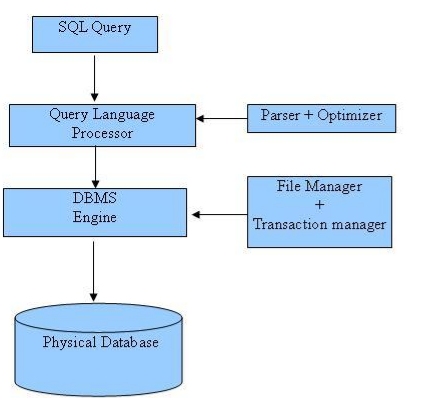 SQL Query
Query Language
Processor
Parser + Optimizer
DBMS
Engine
File Manager
+
Transaction manager
Physical Database